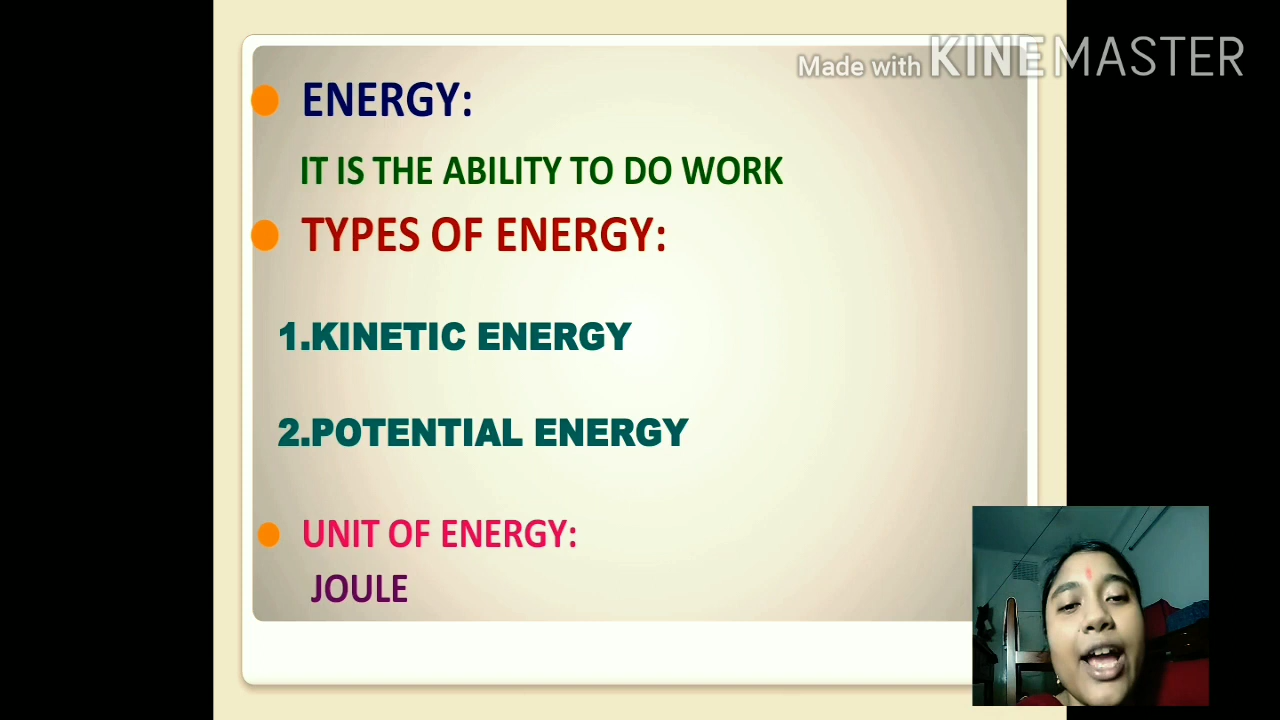 Made with KINEMASTER
ENERGY:
IT IS THE ABILITY TO DO WORK
TYPES OF ENERGY:
1.KINETIC ENERGY
2.POTENTIAL ENERGY
UNIT OF ENERGY:
JOULE